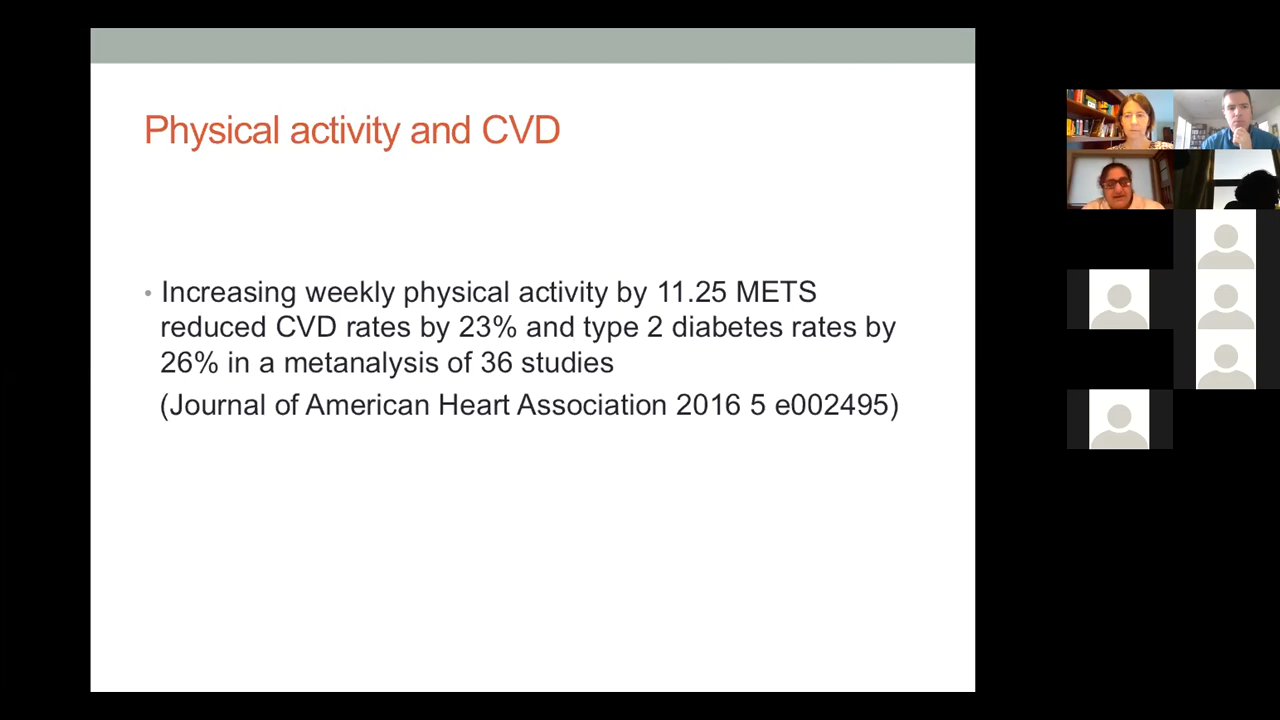 Physical activity and CVD
• Increasing weekly physical activity by 11.25 METS
reduced CVD rates by 23% and type 2 diabetes rates by
26% in a metanalysis of 36 studies
(Journal of American Heart Association 2016 5 e002495)